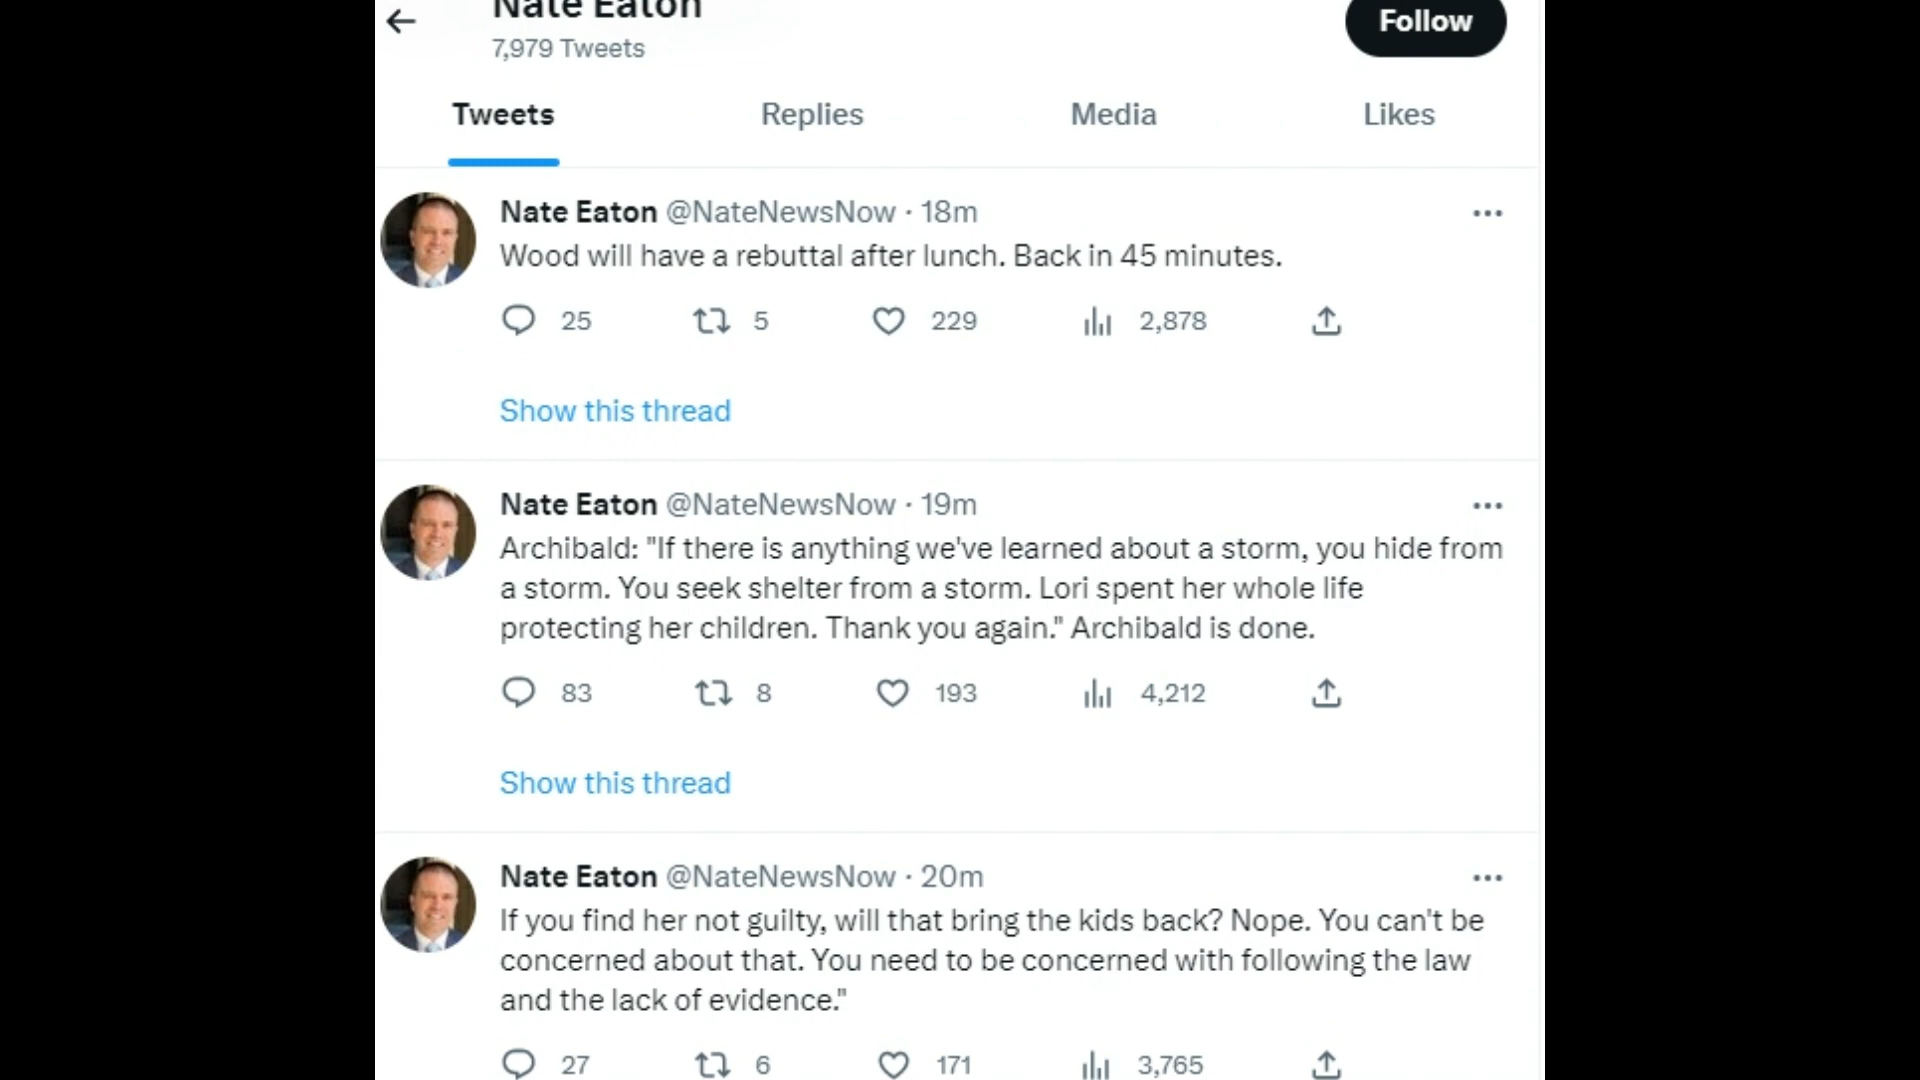 Nate Eaton
7,979 Tweets
Follow
Tweets Replies Media Likes
Nate Eaton @NateNewsNow · 18m
Wood will have a rebuttal after lunch. Back in 45 minutes.
25 5 229 2,878
Show this thread
Nate Eaton @NateNewsNow · 19m
Archibald: "If there is anything we've learned about a storm, you hide from
a storm. You seek shelter from a storm. Lori spent her whole life
protecting her children. Thank you again." Archibald is done.
83 8 193 4,212
Show this thread
Nate Eaton @NateNewsNow · 20m
If you find her not guilty, will that bring the kids back? Nope. You can't be
concerned about that. You need to be concerned with following the law
and the lack of evidence."
27 6 171 3,765